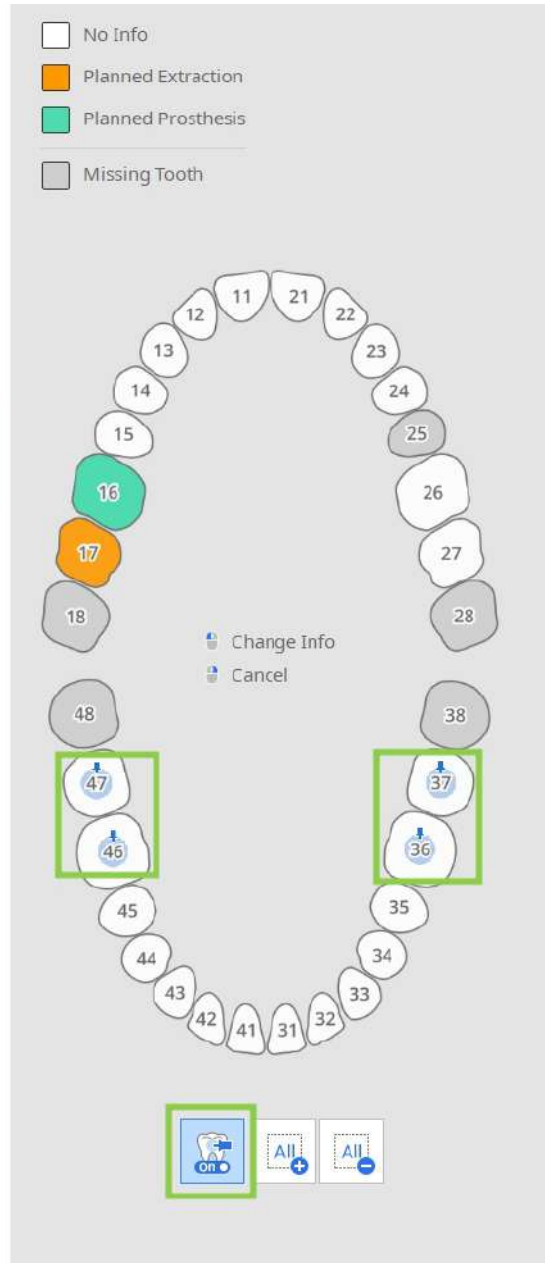 No Info
Planned Extraction
Planned Prosthesis
Missing Tooth
11 21
12 22
13 23
14 24
15 25
16 26
17 27
18 28
Change Info
Cancel
48 38
47 37
46 36
45 35
44 34
43 33
42 41 31 32
On All All